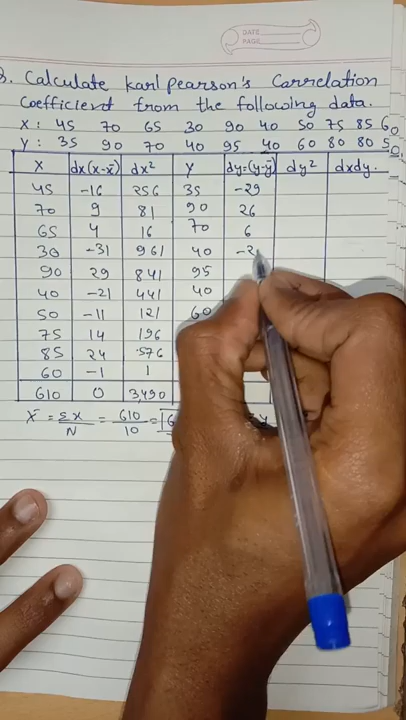 DATE
PAGE
3. Calculate karl pearson's Correlation
Coefficient from the following data.
X: 45 70 65 30 90 40 50 75 85 60
Y: 35 90 70 40 95 40 60 80 80 50
X dx(x-x̄) dx² Y dy=(y-ȳ) dy² dxdy.
45 -16 256 35 -29
70 9 81 90 26
65 4 16 70 6
30 -31 961 40 -2
90 29 841 95
40 -21 441 40
50 -11 121 60
75 14 196
85 24 576
60 -1 1
610 0 3,490
X̄ = ΣX/N = 610/10 = 6